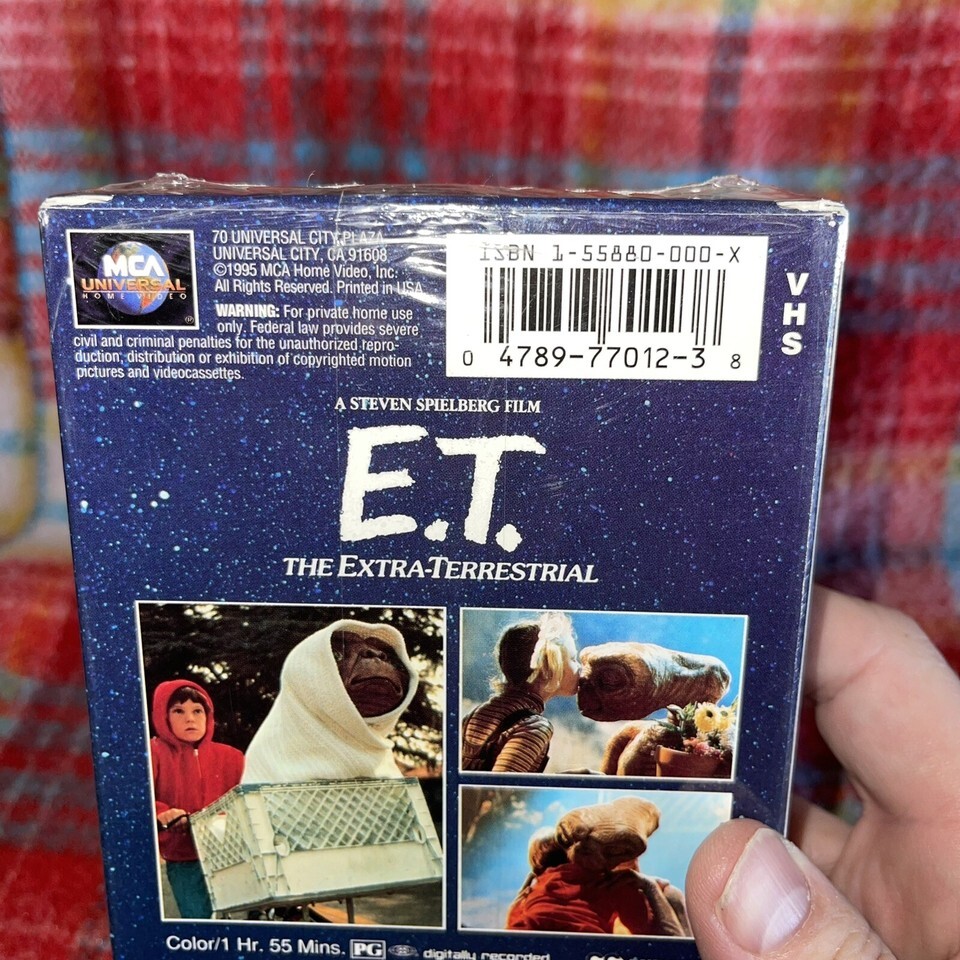 MCA
UNIVERSAL
HOME VIDEO
70 UNIVERSAL CITY PLAZA
UNIVERSAL CITY, CA 91608
©1995 MCA Home Video, Inc.
All Rights Reserved. Printed in USA
WARNING: For private home use
only. Federal law provides severe
civil and criminal penalties for the unauthorized repro-
duction, distribution or exhibition of copyrighted motion
pictures and videocassettes.
ISBN 1-55880-000-X
0 4789-77012-3 8
VHS
A STEVEN SPIELBERG FILM
E.T.
THE EXTRA-TERRESTRIAL
Color/1 Hr. 55 Mins. PG digitally recorded